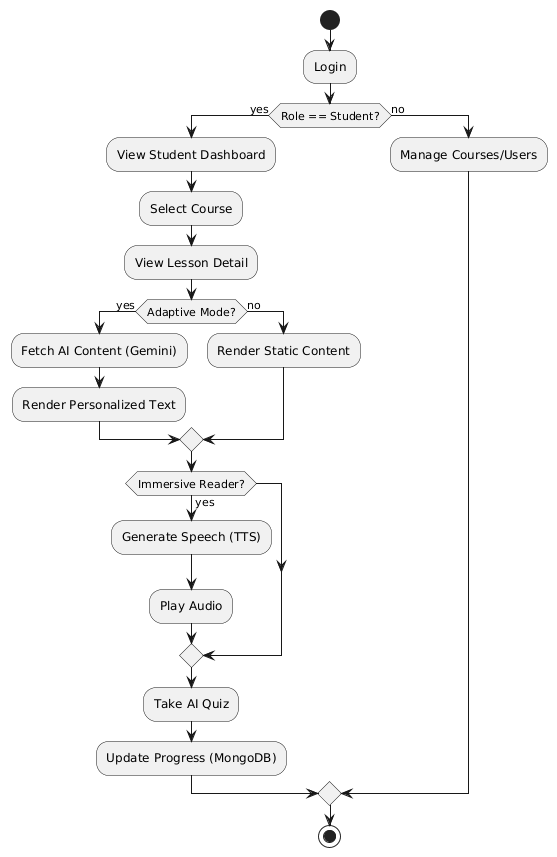 Login
yes
Role == Student?
no
View Student Dashboard
Manage Courses/Users
Select Course
View Lesson Detail
yes
Adaptive Mode?
no
Fetch AI Content (Gemini)
Render Static Content
Render Personalized Text
Immersive Reader?
yes
Generate Speech (TTS)
Play Audio
Take AI Quiz
Update Progress (MongoDB)